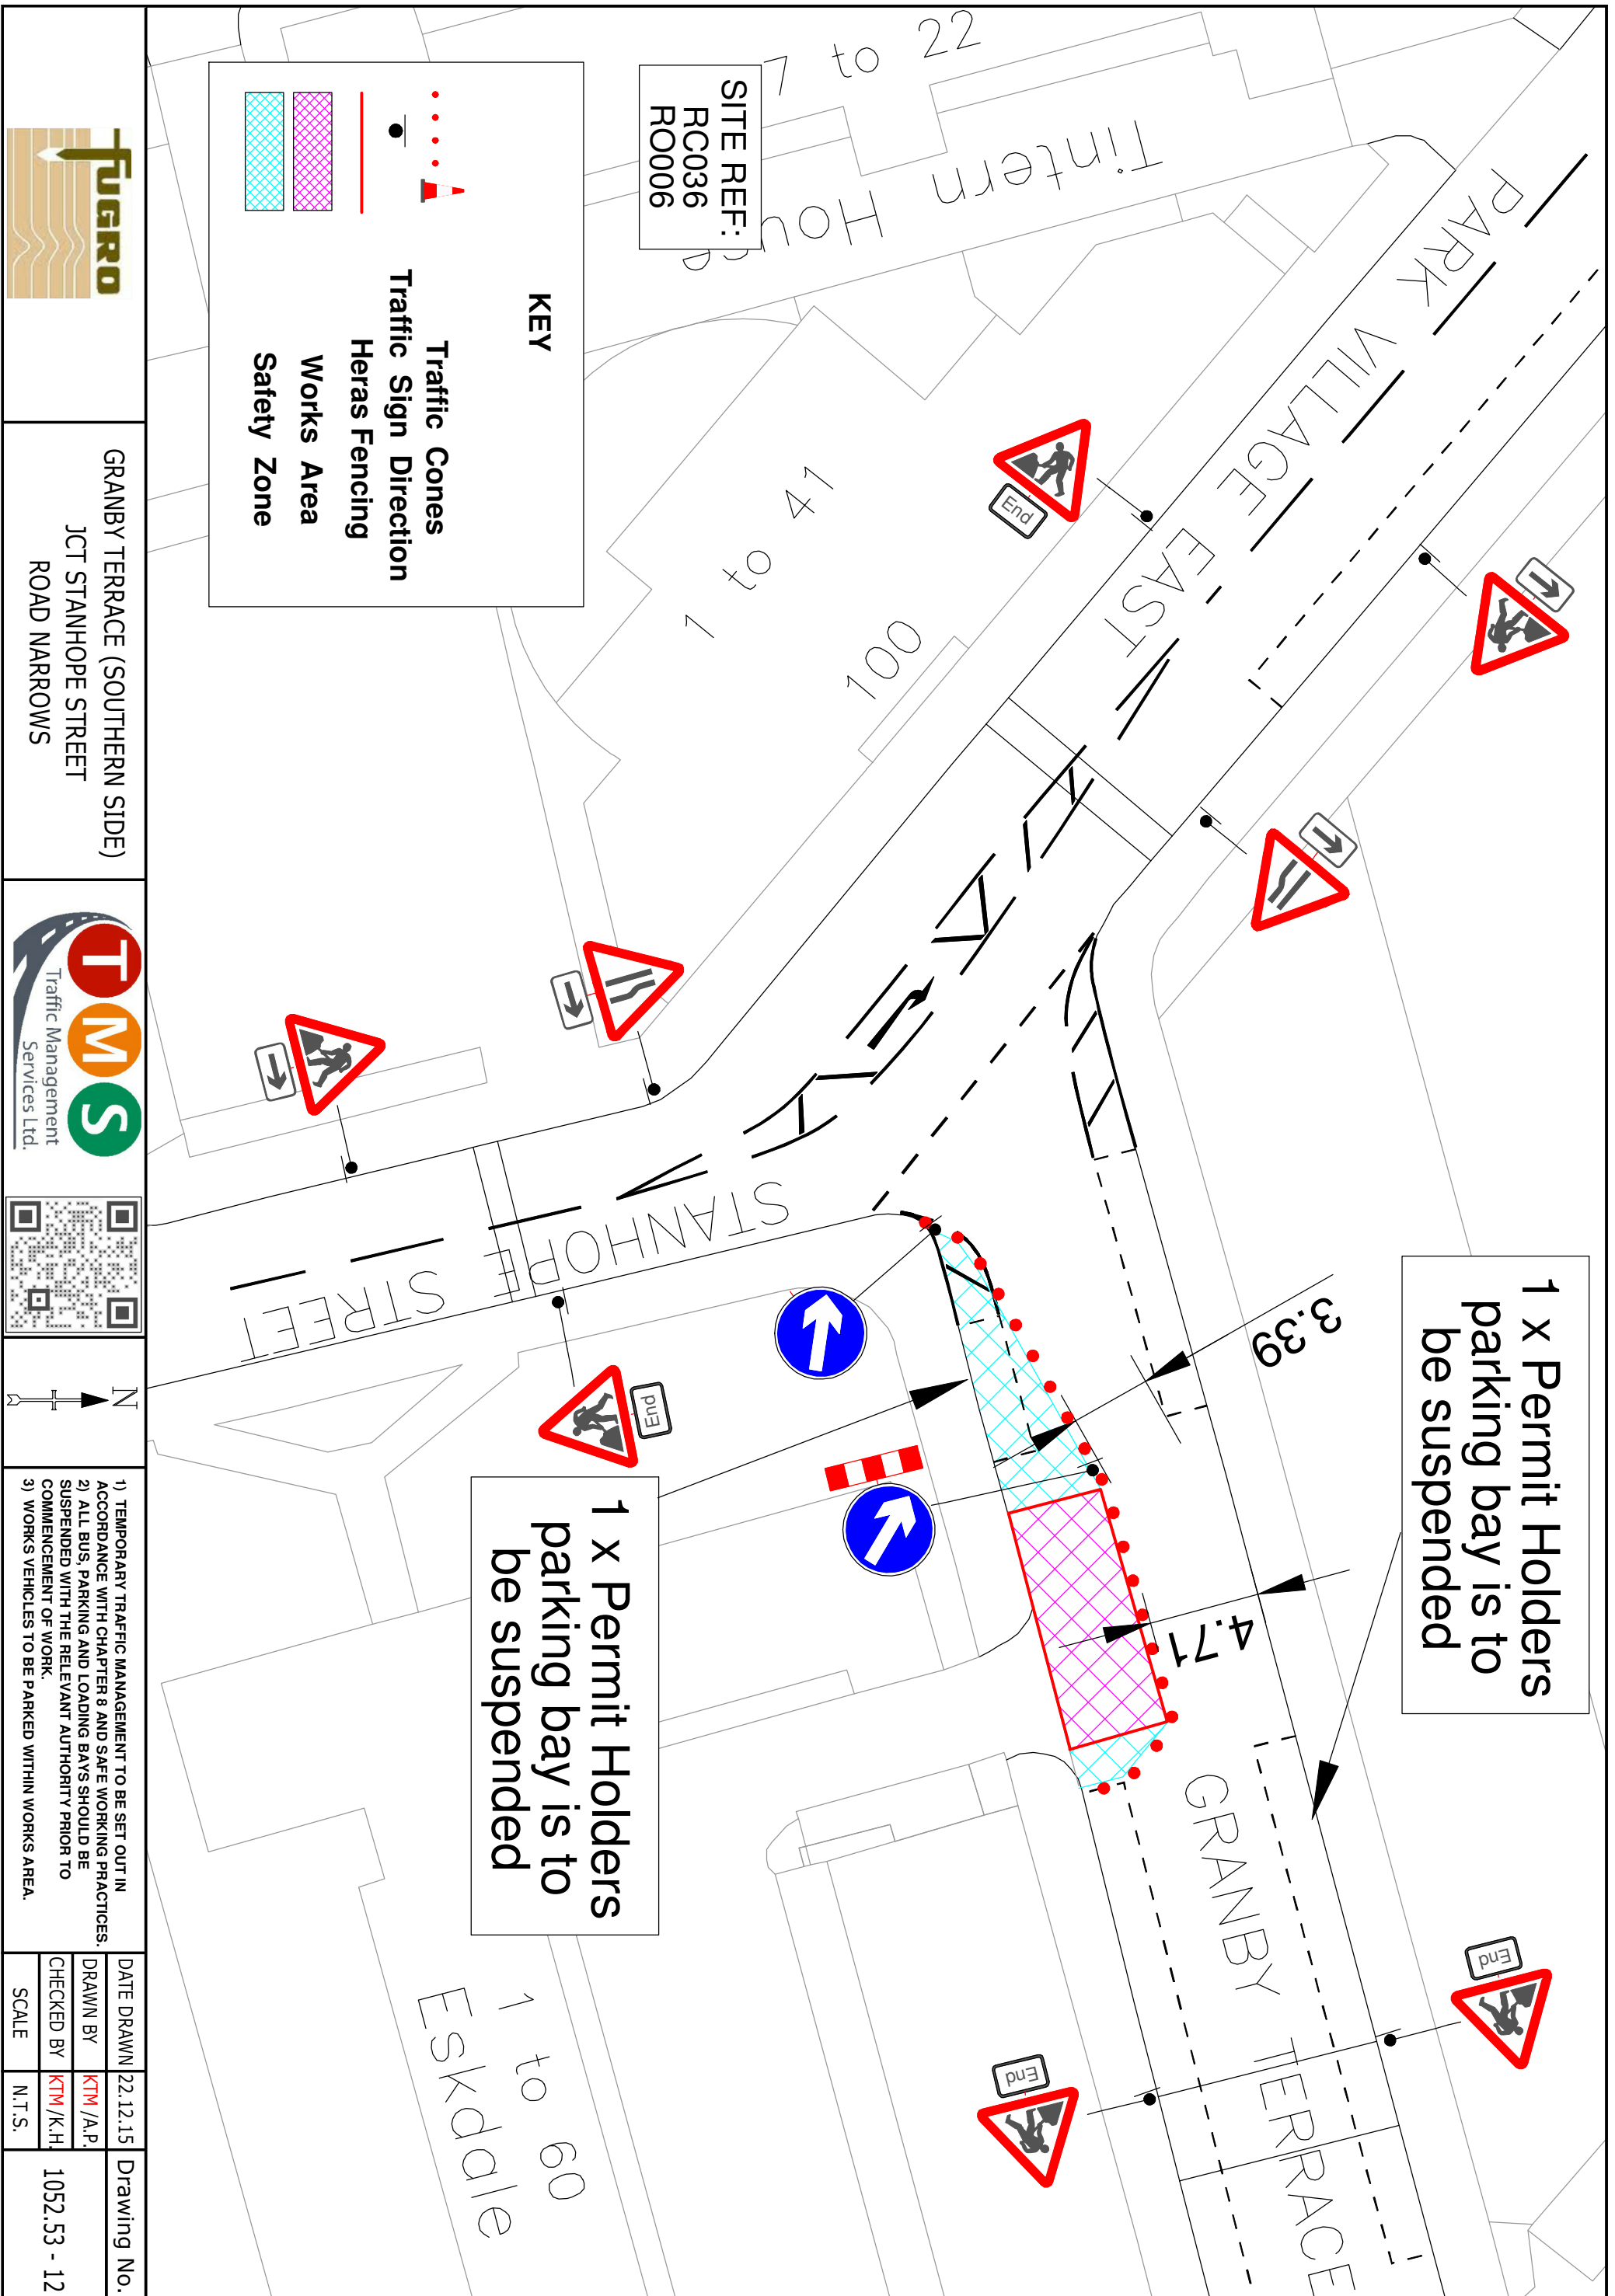 1 x Permit Holders
parking bay is to
be suspended
SITE REF:
RC036
RO0006
7 to 22
Tintern House
PARK VILLAGE EAST
3.39
4.71
GRANBY TERRACE
End
End
End
End
1 to 41
100
STANHOPE STREET
1 x Permit Holders
parking bay is to
be suspended
1 to 60
Eskdale
KEY
Traffic Cones
Traffic Sign Direction
Heras Fencing
Works Area
Safety Zone
FUGRO
GRANBY TERRACE (SOUTHERN SIDE)
JCT STANHOPE STREET
ROAD NARROWS
TMS
Traffic Management
Services Ltd.
N
1) TEMPORARY TRAFFIC MANAGEMENT TO BE SET OUT IN
ACCORDANCE WITH CHAPTER 8 AND SAFE WORKING PRACTICES.
2) ALL BUS, PARKING AND LOADING BAYS SHOULD BE
SUSPENDED WITH THE RELEVANT AUTHORITY PRIOR TO
COMMENCEMENT OF WORK.
3) WORKS VEHICLES TO BE PARKED WITHIN WORKS AREA.
DATE DRAWN 22.12.15
DRAWN BY KTM /A.P.
CHECKED BY KTM /K.H.
SCALE N.T.S.
Drawing No.
1052.53 - 12